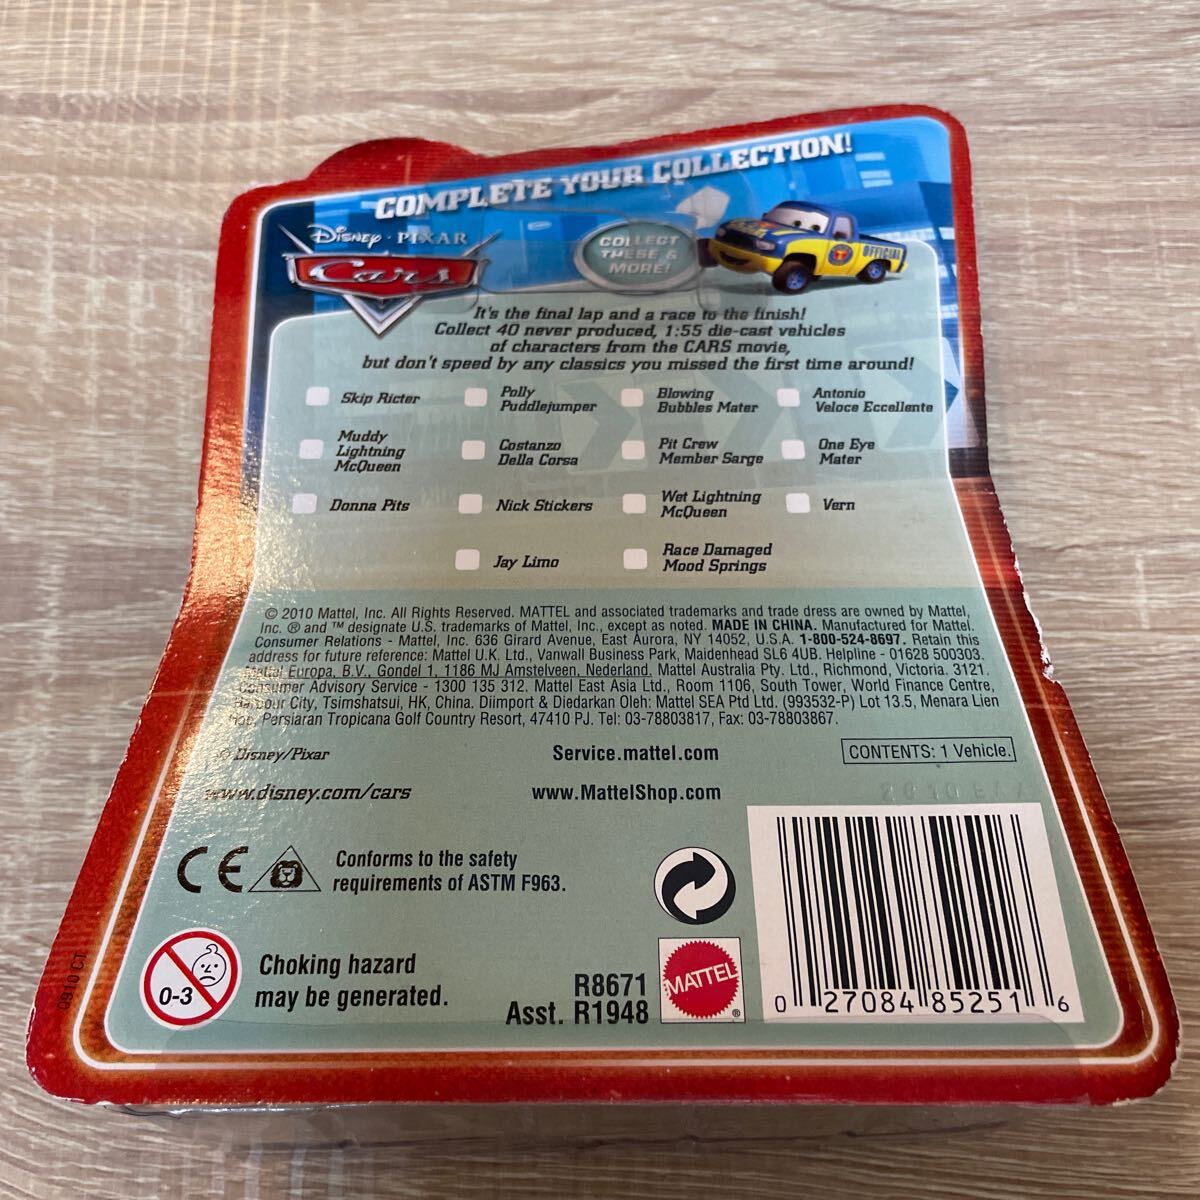 COMPLETE YOUR COLLECTION!
Disney · PIXAR
Cars
COLLECT
THESE &
MORE!
OFFICIAL
It's the final lap and a race to the finish!
Collect 40 never produced, 1:55 die-cast vehicles
of characters from the CARS movie,
but don't speed by any classics you missed the first time around!
Skip Ricter
Polly
Puddlejumper
Blowing
Bubbles Mater
Antonio
Veloce Eccellente
Muddy
Lightning
McQueen
Costanzo
Della Corsa
Pit Crew
Member Sarge
One Eye
Mater
Donna Pits
Nick Stickers
Wet Lightning
McQueen
Vern
Jay Limo
Race Damaged
Mood Springs
© 2010 Mattel, Inc. All Rights Reserved. MATTEL and associated trademarks and trade dress are owned by Mattel,
Inc. ® and ™ designate U.S. trademarks of Mattel, Inc., except as noted. MADE IN CHINA. Manufactured for Mattel.
Consumer Relations - Mattel, Inc. 636 Girard Avenue, East Aurora, NY 14052, U.S.A. 1-800-524-8697. Retain this
address for future reference: Mattel U.K. Ltd., Vanwall Business Park, Maidenhead SL6 4UB. Helpline - 01628 500303.
Mattel Europa, B.V., Gondel 1, 1186 MJ Amstelveen, Nederland. Mattel Australia Pty. Ltd., Richmond, Victoria. 3121.
Consumer Advisory Service - 1300 135 312. Mattel East Asia Ltd., Room 1106, South Tower, World Finance Centre,
Harbour City, Tsimshatsui, HK, China. Diimport & Diedarkan Oleh: Mattel SEA Ptd Ltd. (993532-P) Lot 13.5, Menara Lien
Hoe, Persiaran Tropicana Golf Country Resort, 47410 PJ. Tel: 03-78803817, Fax: 03-78803867.
© Disney/Pixar
Service.mattel.com
CONTENTS: 1 Vehicle.
www.disney.com/cars
www.MattelShop.com
CE
Conforms to the safety
requirements of ASTM F963.
0-3
Choking hazard
may be generated.
R8671
Asst. R1948
MATTEL
®
0 27084 85251 6
0910 CT